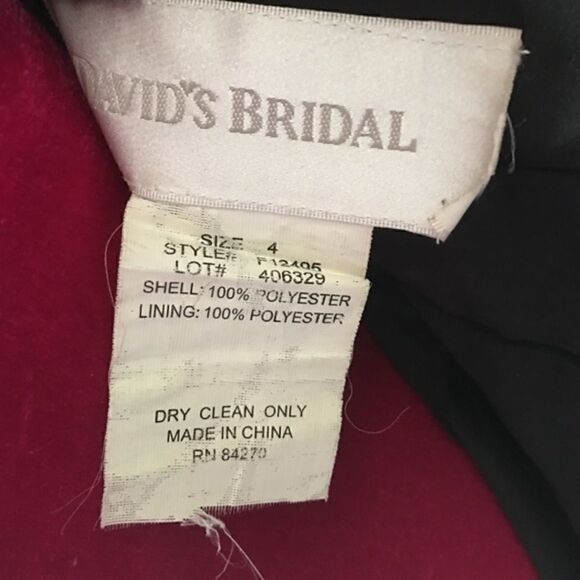 DAVID'S BRIDAL
SIZE 4
STYLE# F13495
LOT# 406329
SHELL: 100% POLYESTER
LINING: 100% POLYESTER
DRY CLEAN ONLY
MADE IN CHINA
RN 84270